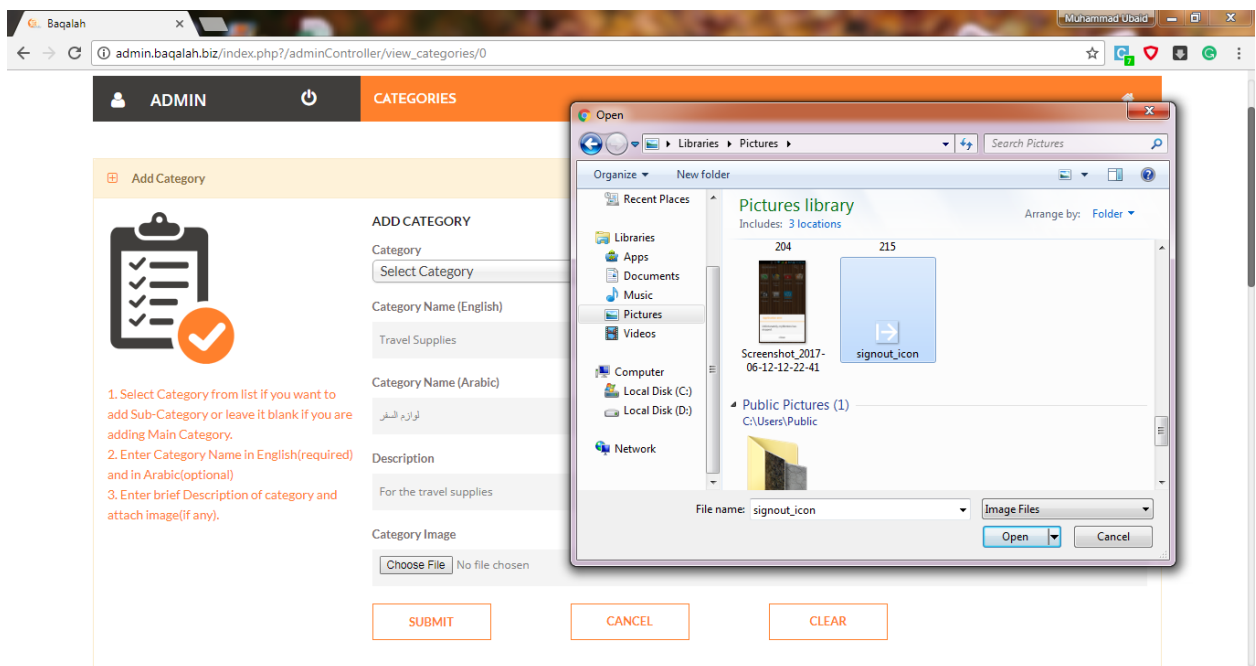 Baqalah
Muhammad Ubaid
admin.baqalah.biz/index.php?/adminController/view_categories/0
7
ADMIN
CATEGORIES
Add Category
1. Select Category from list if you want to
add Sub-Category or leave it blank if you are
adding Main Category.
2. Enter Category Name in English(required)
and in Arabic(optional)
3. Enter brief Description of category and
attach image(if any).
ADD CATEGORY
Category
Select Category
Category Name (English)
Travel Supplies
Category Name (Arabic)
لوازم السفر
Description
For the travel supplies
Category Image
Choose File No file chosen
SUBMIT
CANCEL
CLEAR
Open
Libraries
Pictures
Search Pictures
Organize
New folder
Recent Places
Libraries
Apps
Documents
Music
Pictures
Videos
Computer
Local Disk (C:)
Local Disk (D:)
Network
Pictures library
Includes: 3 locations
Arrange by: Folder
204
215
Screenshot_2017-
06-12-12-22-41
signout_icon
Public Pictures (1)
C:\Users\Public
File name: signout_icon
Image Files
Open
Cancel